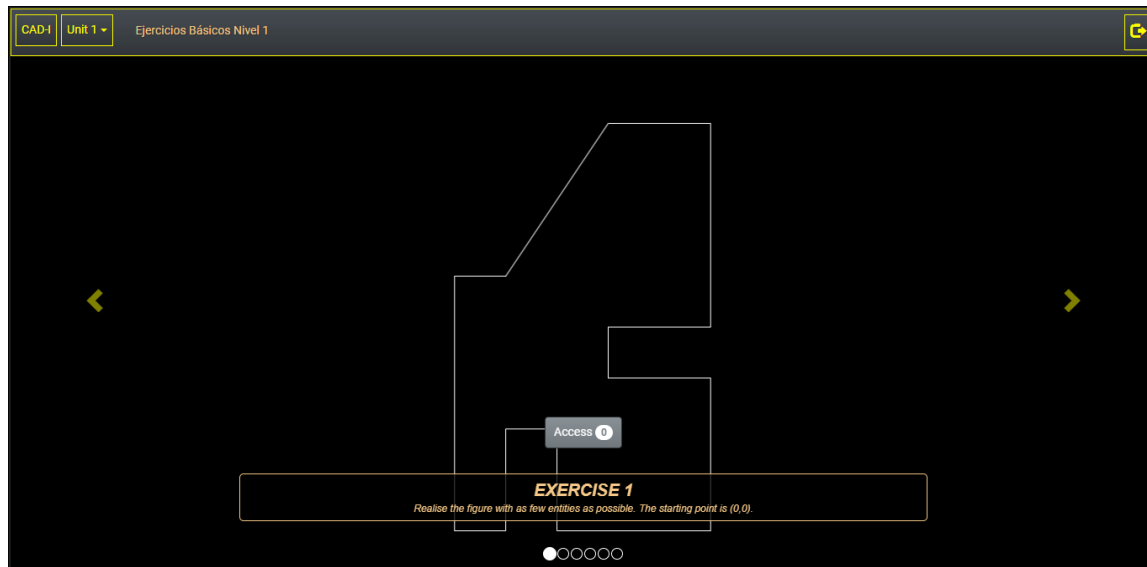 CAD-I Unit 1 Ejercicios Básicos Nivel 1
Access 0
EXERCISE 1
Realise the figure with as few entities as possible. The starting point is (0,0).